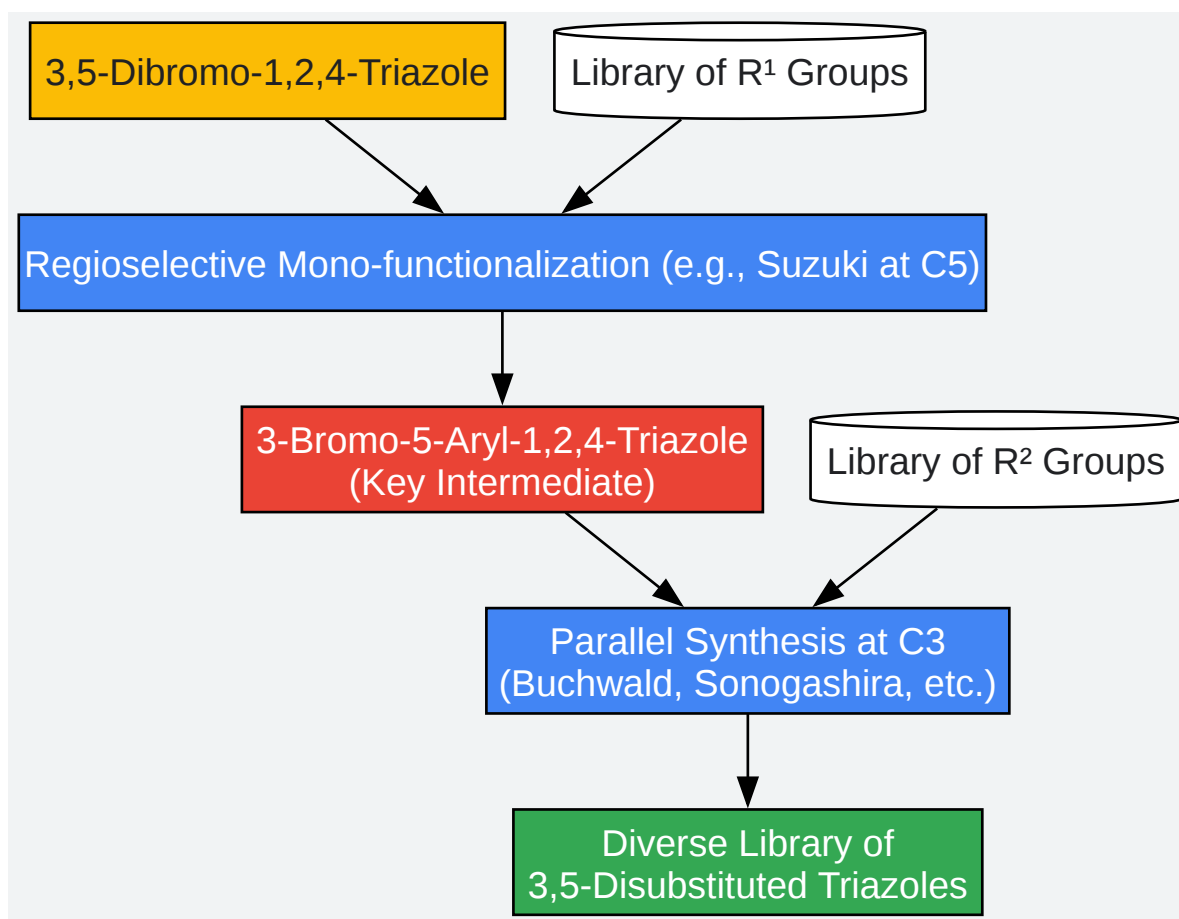 3,5-Dibromo-1,2,4-Triazole
Library of R¹ Groups
Regioselective Mono-functionalization (e.g., Suzuki at C5)
3-Bromo-5-Aryl-1,2,4-Triazole
(Key Intermediate)
Library of R² Groups
Parallel Synthesis at C3
(Buchwald, Sonogashira, etc.)
Diverse Library of
3,5-Disubstituted Triazoles